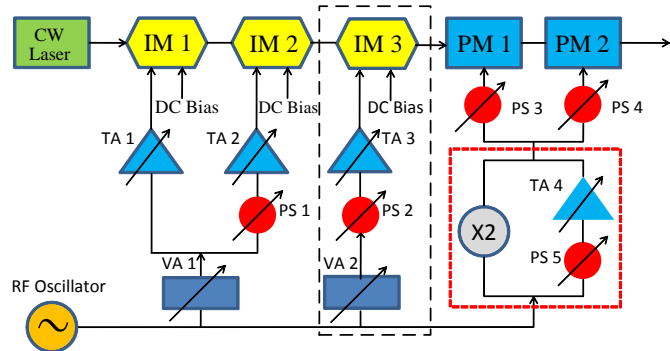 CW Laser
IM 1
IM 2
IM 3
PM 1
PM 2
DC Bias
DC Bias
DC Bias
PS 3
PS 4
TA 1
TA 2
TA 3
TA 4
PS 1
PS 2
X2
PS 5
VA 1
VA 2
RF Oscillator